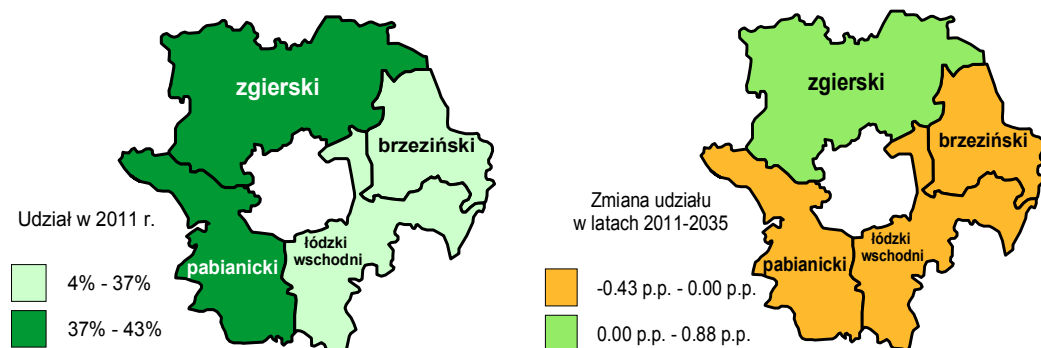 zgierski
brzeziński
Udział w 2011 r.
łódzki
wschodni
pabianicki
4% - 37%
37% - 43%
zgierski
brzeziński
Zmiana udziału
w latach 2011-2035
łódzki
wschodni
pabianicki
-0.43 p.p. - 0.00 p.p.
0.00 p.p. - 0.88 p.p.